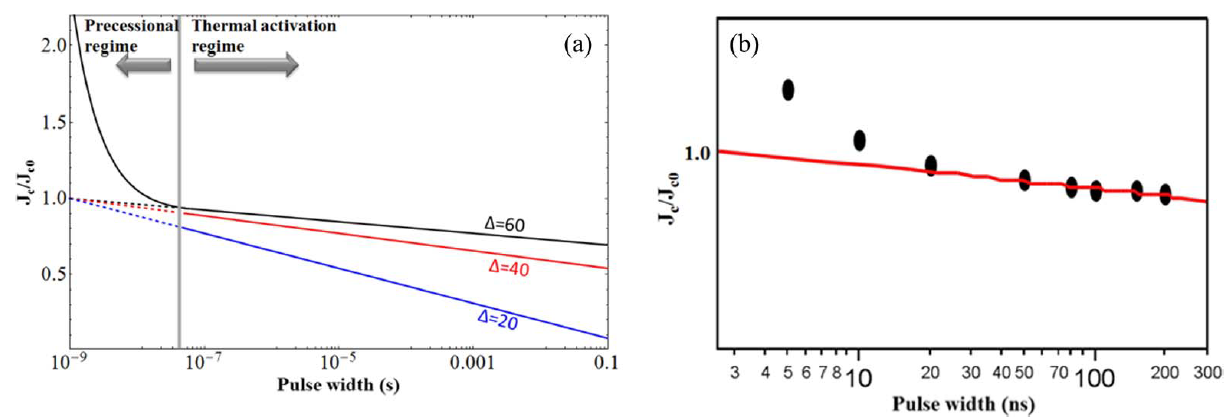 Precessional
regime
Thermal activation
regime
(a)
2.0
1.5
1.0
0.5
Jc/Jc0
Δ=60
Δ=40
Δ=20
10⁻⁹
10⁻⁷
10⁻⁵
0.001
0.1
Pulse width (s)
(b)
1.0
Jc/Jc0
3 4 5 6 7 8 10 20 30 40 50 70 100 200 300
Pulse width (ns)